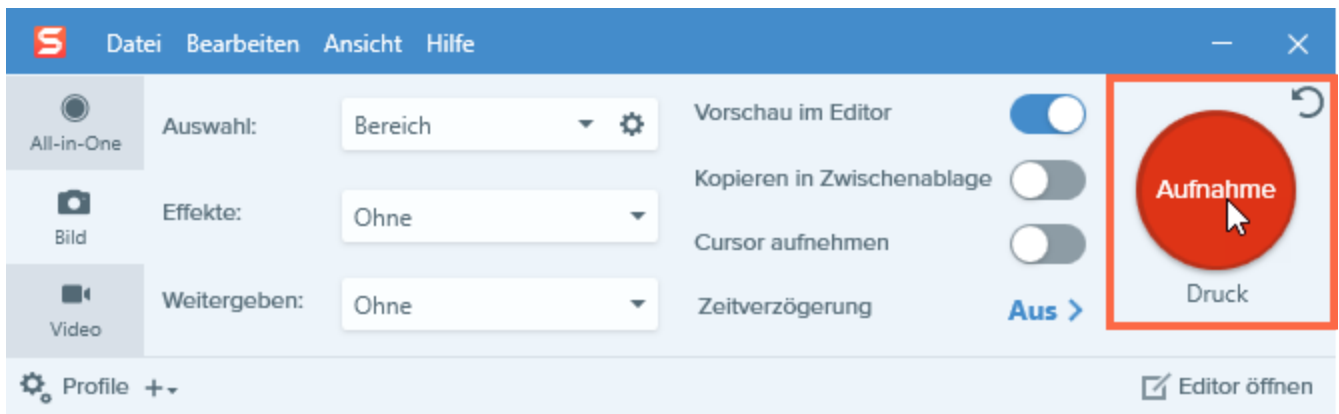 S
Datei Bearbeiten Ansicht Hilfe
All-in-One
Bild
Video
Auswahl: Bereich
Effekte: Ohne
Weitergeben: Ohne
Vorschau im Editor
Kopieren in Zwischenablage
Cursor aufnehmen
Zeitverzögerung Aus >
Aufnahme
Druck
Profile
Editor öffnen